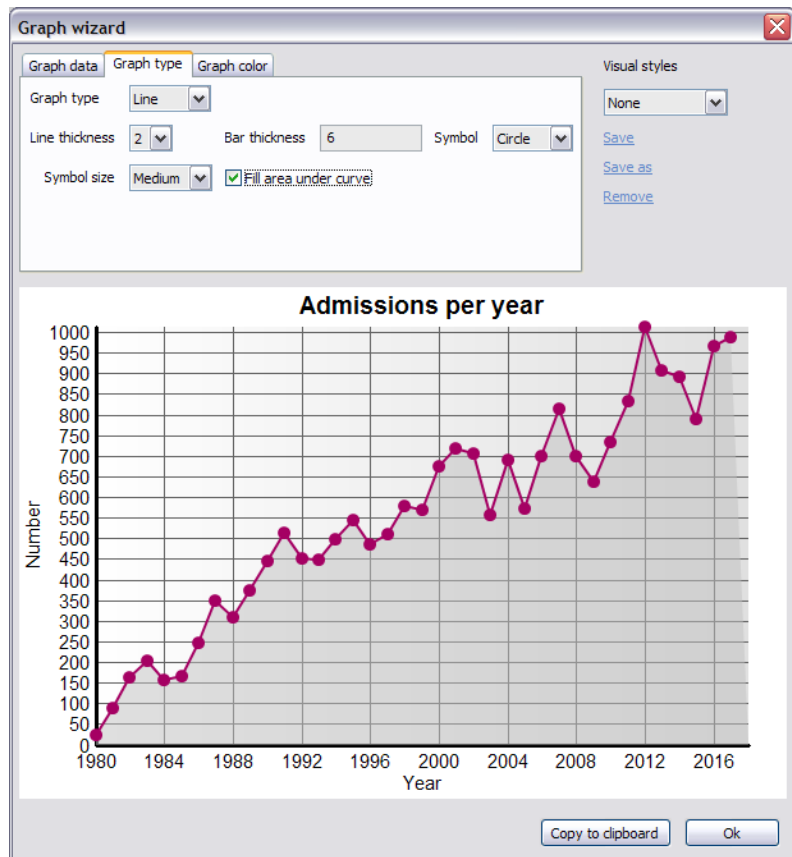 Graph wizard
Graph data Graph type Graph color
Visual styles
Graph type Line
None
Line thickness 2 Bar thickness 6 Symbol Circle
Save
Symbol size Medium Fill area under curve
Save as
Remove
Admissions per year
1000
950
900
850
800
750
700
650
600
550
500
450
400
350
300
250
200
150
100
50
0
Number
1980 1984 1988 1992 1996 2000 2004 2008 2012 2016
Year
Copy to clipboard Ok